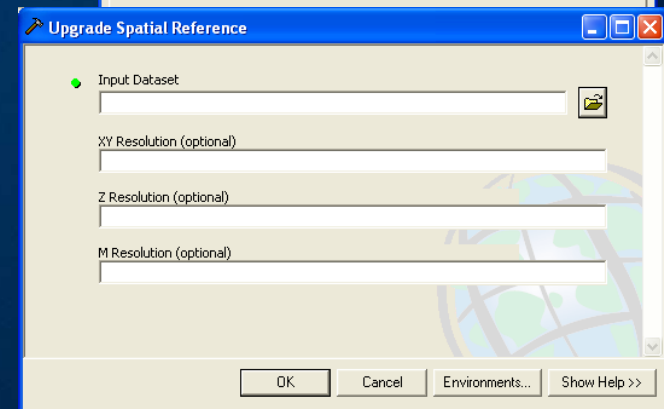 Upgrade Spatial Reference
Input Dataset
XY Resolution (optional)
Z Resolution (optional)
M Resolution (optional)
OK Cancel Environments... Show Help >>